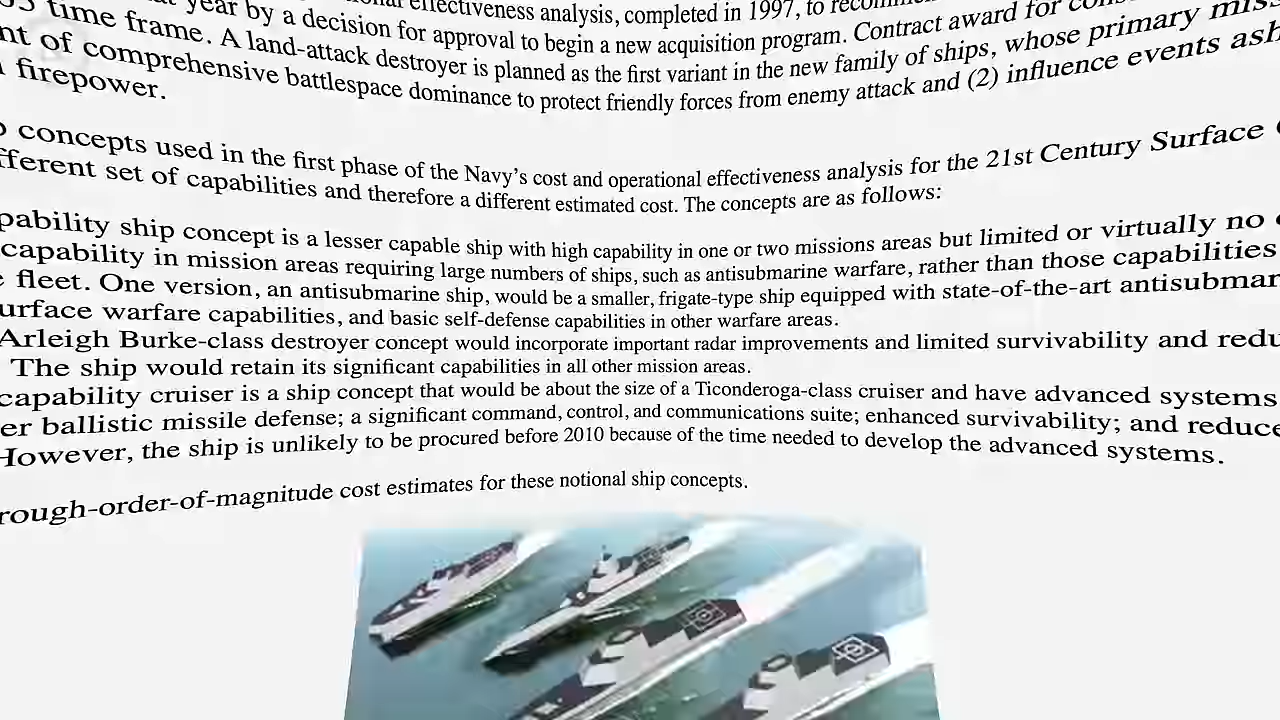 effectiveness analysis, completed in 1997, to
time frame. A land-attack destroyer is planned as the first variant in the new family of ships, whose primary
year by a decision for approval to begin a new acquisition program. Contract award for
of comprehensive battlespace dominance to protect friendly forces from enemy attack and (2) influence events
firepower.
concepts used in the first phase of the Navy's cost and operational effectiveness analysis for the 21st Century Surface
set of capabilities and therefore a different estimated cost. The concepts are as follows:
ship concept is a lesser capable ship with high capability in one or two missions areas but limited or virtually no
capability in mission areas requiring large numbers of ships, such as antisubmarine warfare, rather than those capabilities
fleet. One version, an antisubmarine ship, would be a smaller, frigate-type ship equipped with state-of-the-art
warfare capabilities, and basic self-defense capabilities in other warfare areas.
Arleigh Burke-class destroyer concept would incorporate important radar improvements and limited survivability and
The ship would retain its significant capabilities in all other mission areas.
capability cruiser is a ship concept that would be about the size of a Ticonderoga-class cruiser and have advanced systems
ballistic missile defense; a significant command, control, and communications suite; enhanced survivability; and
However, the ship is unlikely to be procured before 2010 because of the time needed to develop the advanced systems.
rough-order-of-magnitude cost estimates for these notional ship concepts.